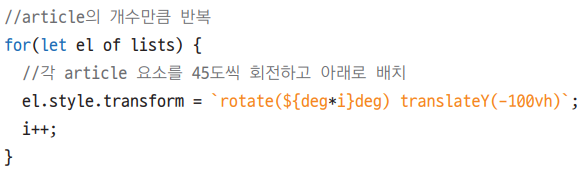 //article의 개수만큼 반복
for(let el of lists) {
  //각 article 요소를 45도씩 회전하고 아래로 배치
  el.style.transform = `rotate(${deg*i}deg) translateY(-100vh)`;
  i++;
}